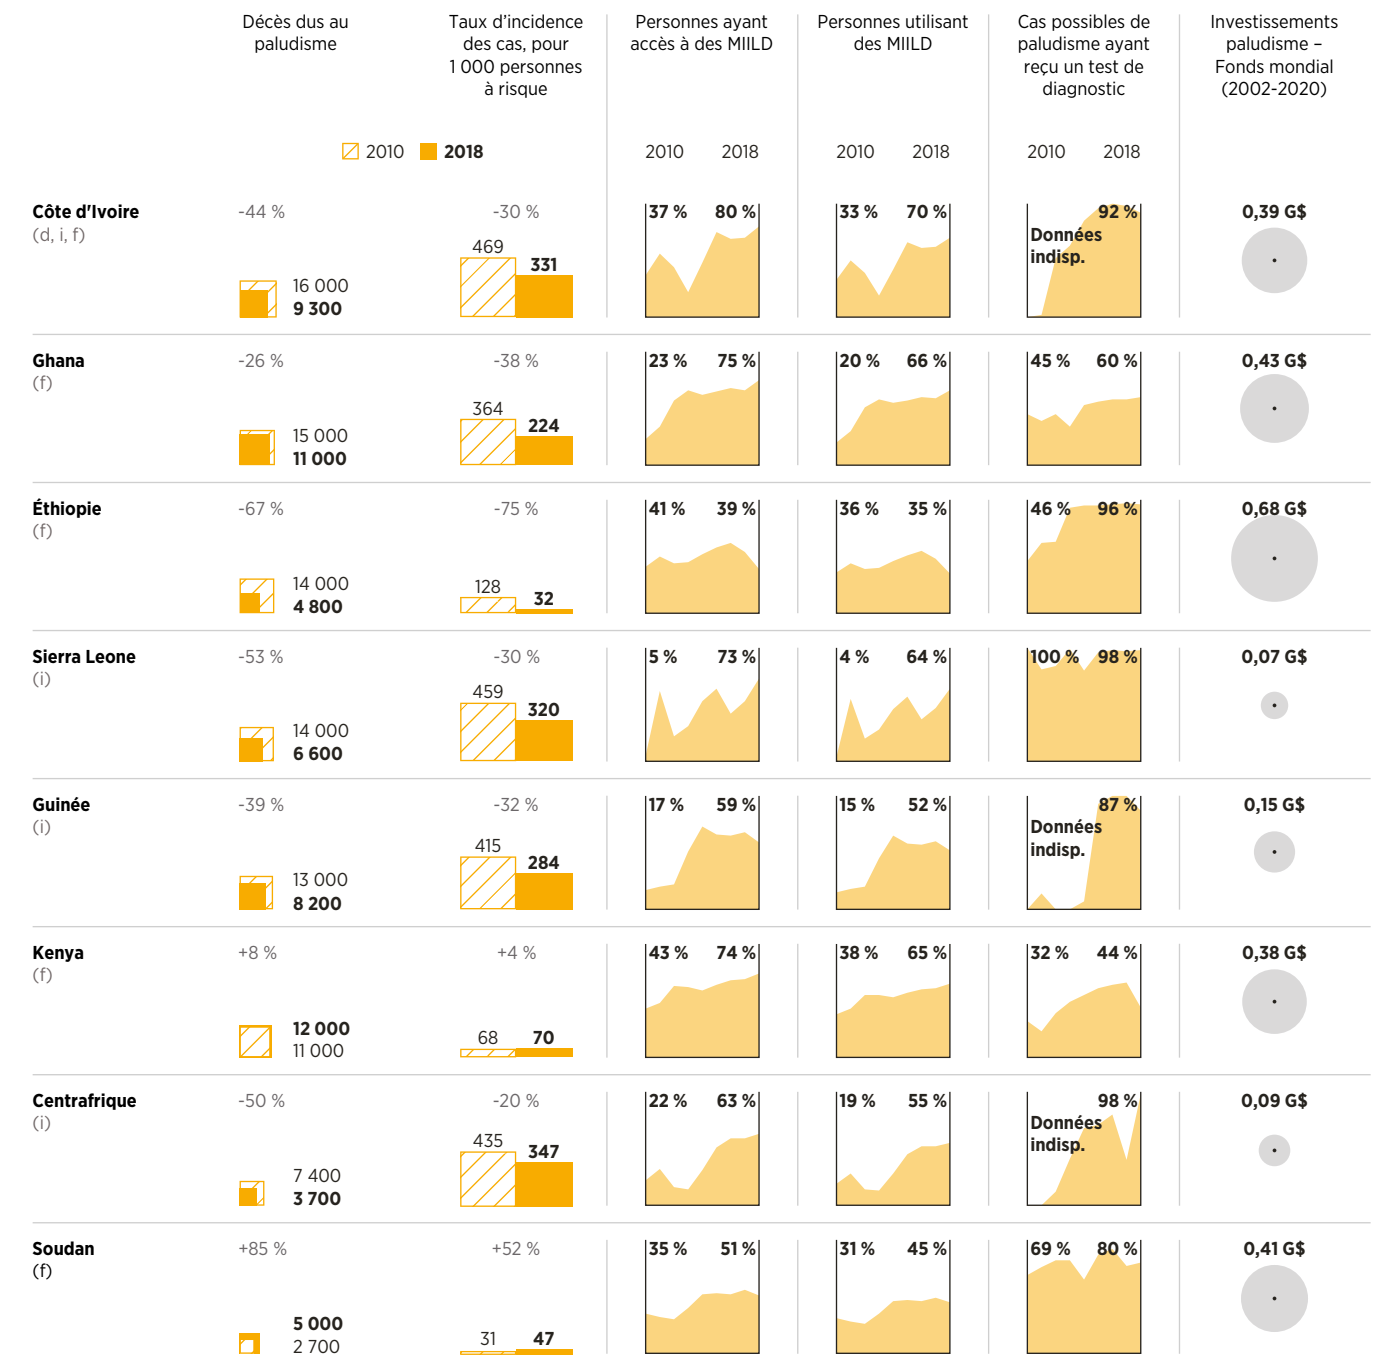 Décès dus au
paludisme
Taux d’incidence
des cas, pour
1 000 personnes
à risque
Personnes ayant
accès à des MIILD
Personnes utilisant
des MIILD
Cas possibles de
paludisme ayant
reçu un test de
diagnostic
Investissements
paludisme –
Fonds mondial
(2002-2020)
2010 2018
2010 2018
2010 2018
2010 2018
Côte d’Ivoire
(d, i, f)
-44 %
16 000
9 300
-30 %
469
331
37 % 80 %
33 % 70 %
Données
indisp.
92 %
0,39 G$
Ghana
(f)
-26 %
15 000
11 000
-38 %
364
224
23 % 75 %
20 % 66 %
45 % 60 %
0,43 G$
Éthiopie
(f)
-67 %
14 000
4 800
-75 %
128
32
41 % 39 %
36 % 35 %
46 % 96 %
0,68 G$
Sierra Leone
(i)
-53 %
14 000
6 600
-30 %
459
320
5 % 73 %
4 % 64 %
100 % 98 %
0,07 G$
Guinée
(i)
-39 %
13 000
8 200
-32 %
415
284
17 % 59 %
15 % 52 %
Données
indisp.
87 %
0,15 G$
Kenya
(f)
+8 %
12 000
11 000
+4 %
68
70
43 % 74 %
38 % 65 %
32 % 44 %
0,38 G$
Centrafrique
(i)
-50 %
7 400
3 700
-20 %
435
347
22 % 63 %
19 % 55 %
Données
indisp.
98 %
0,09 G$
Soudan
(f)
+85 %
5 000
2 700
+52 %
31
47
35 % 51 %
31 % 45 %
69 % 80 %
0,41 G$